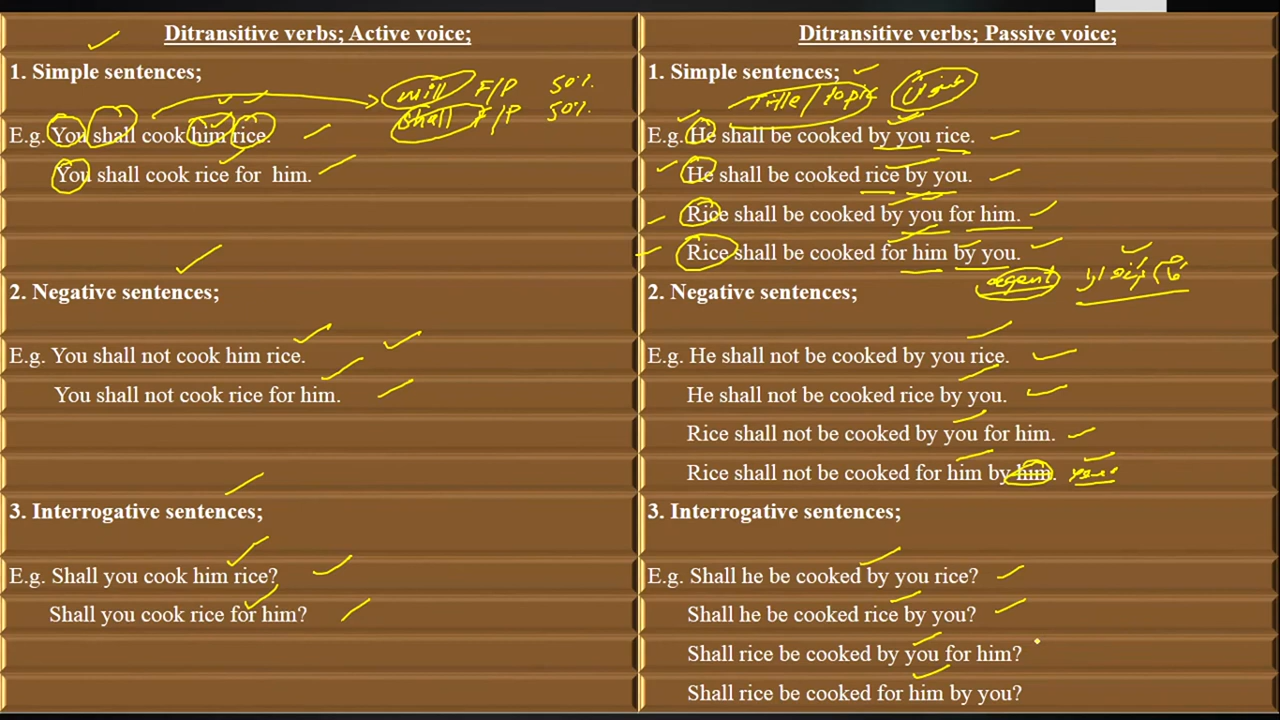 Ditransitive verbs; Active voice;
1. Simple sentences;
will F/P 50%
shall F/P 50%
E.g. You shall cook him rice.
You shall cook rice for him.
2. Negative sentences;
E.g. You shall not cook him rice.
You shall not cook rice for him.
3. Interrogative sentences;
E.g. Shall you cook him rice?
Shall you cook rice for him?
Ditransitive verbs; Passive voice;
1. Simple sentences;
Title/topic
E.g. He shall be cooked by you rice.
He shall be cooked rice by you.
Rice shall be cooked by you for him.
Rice shall be cooked for him by you.
agent
2. Negative sentences;
E.g. He shall not be cooked by you rice.
He shall not be cooked rice by you.
Rice shall not be cooked by you for him.
Rice shall not be cooked for him by him.
3. Interrogative sentences;
E.g. Shall he be cooked by you rice?
Shall he be cooked rice by you?
Shall rice be cooked by you for him?
Shall rice be cooked for him by you?